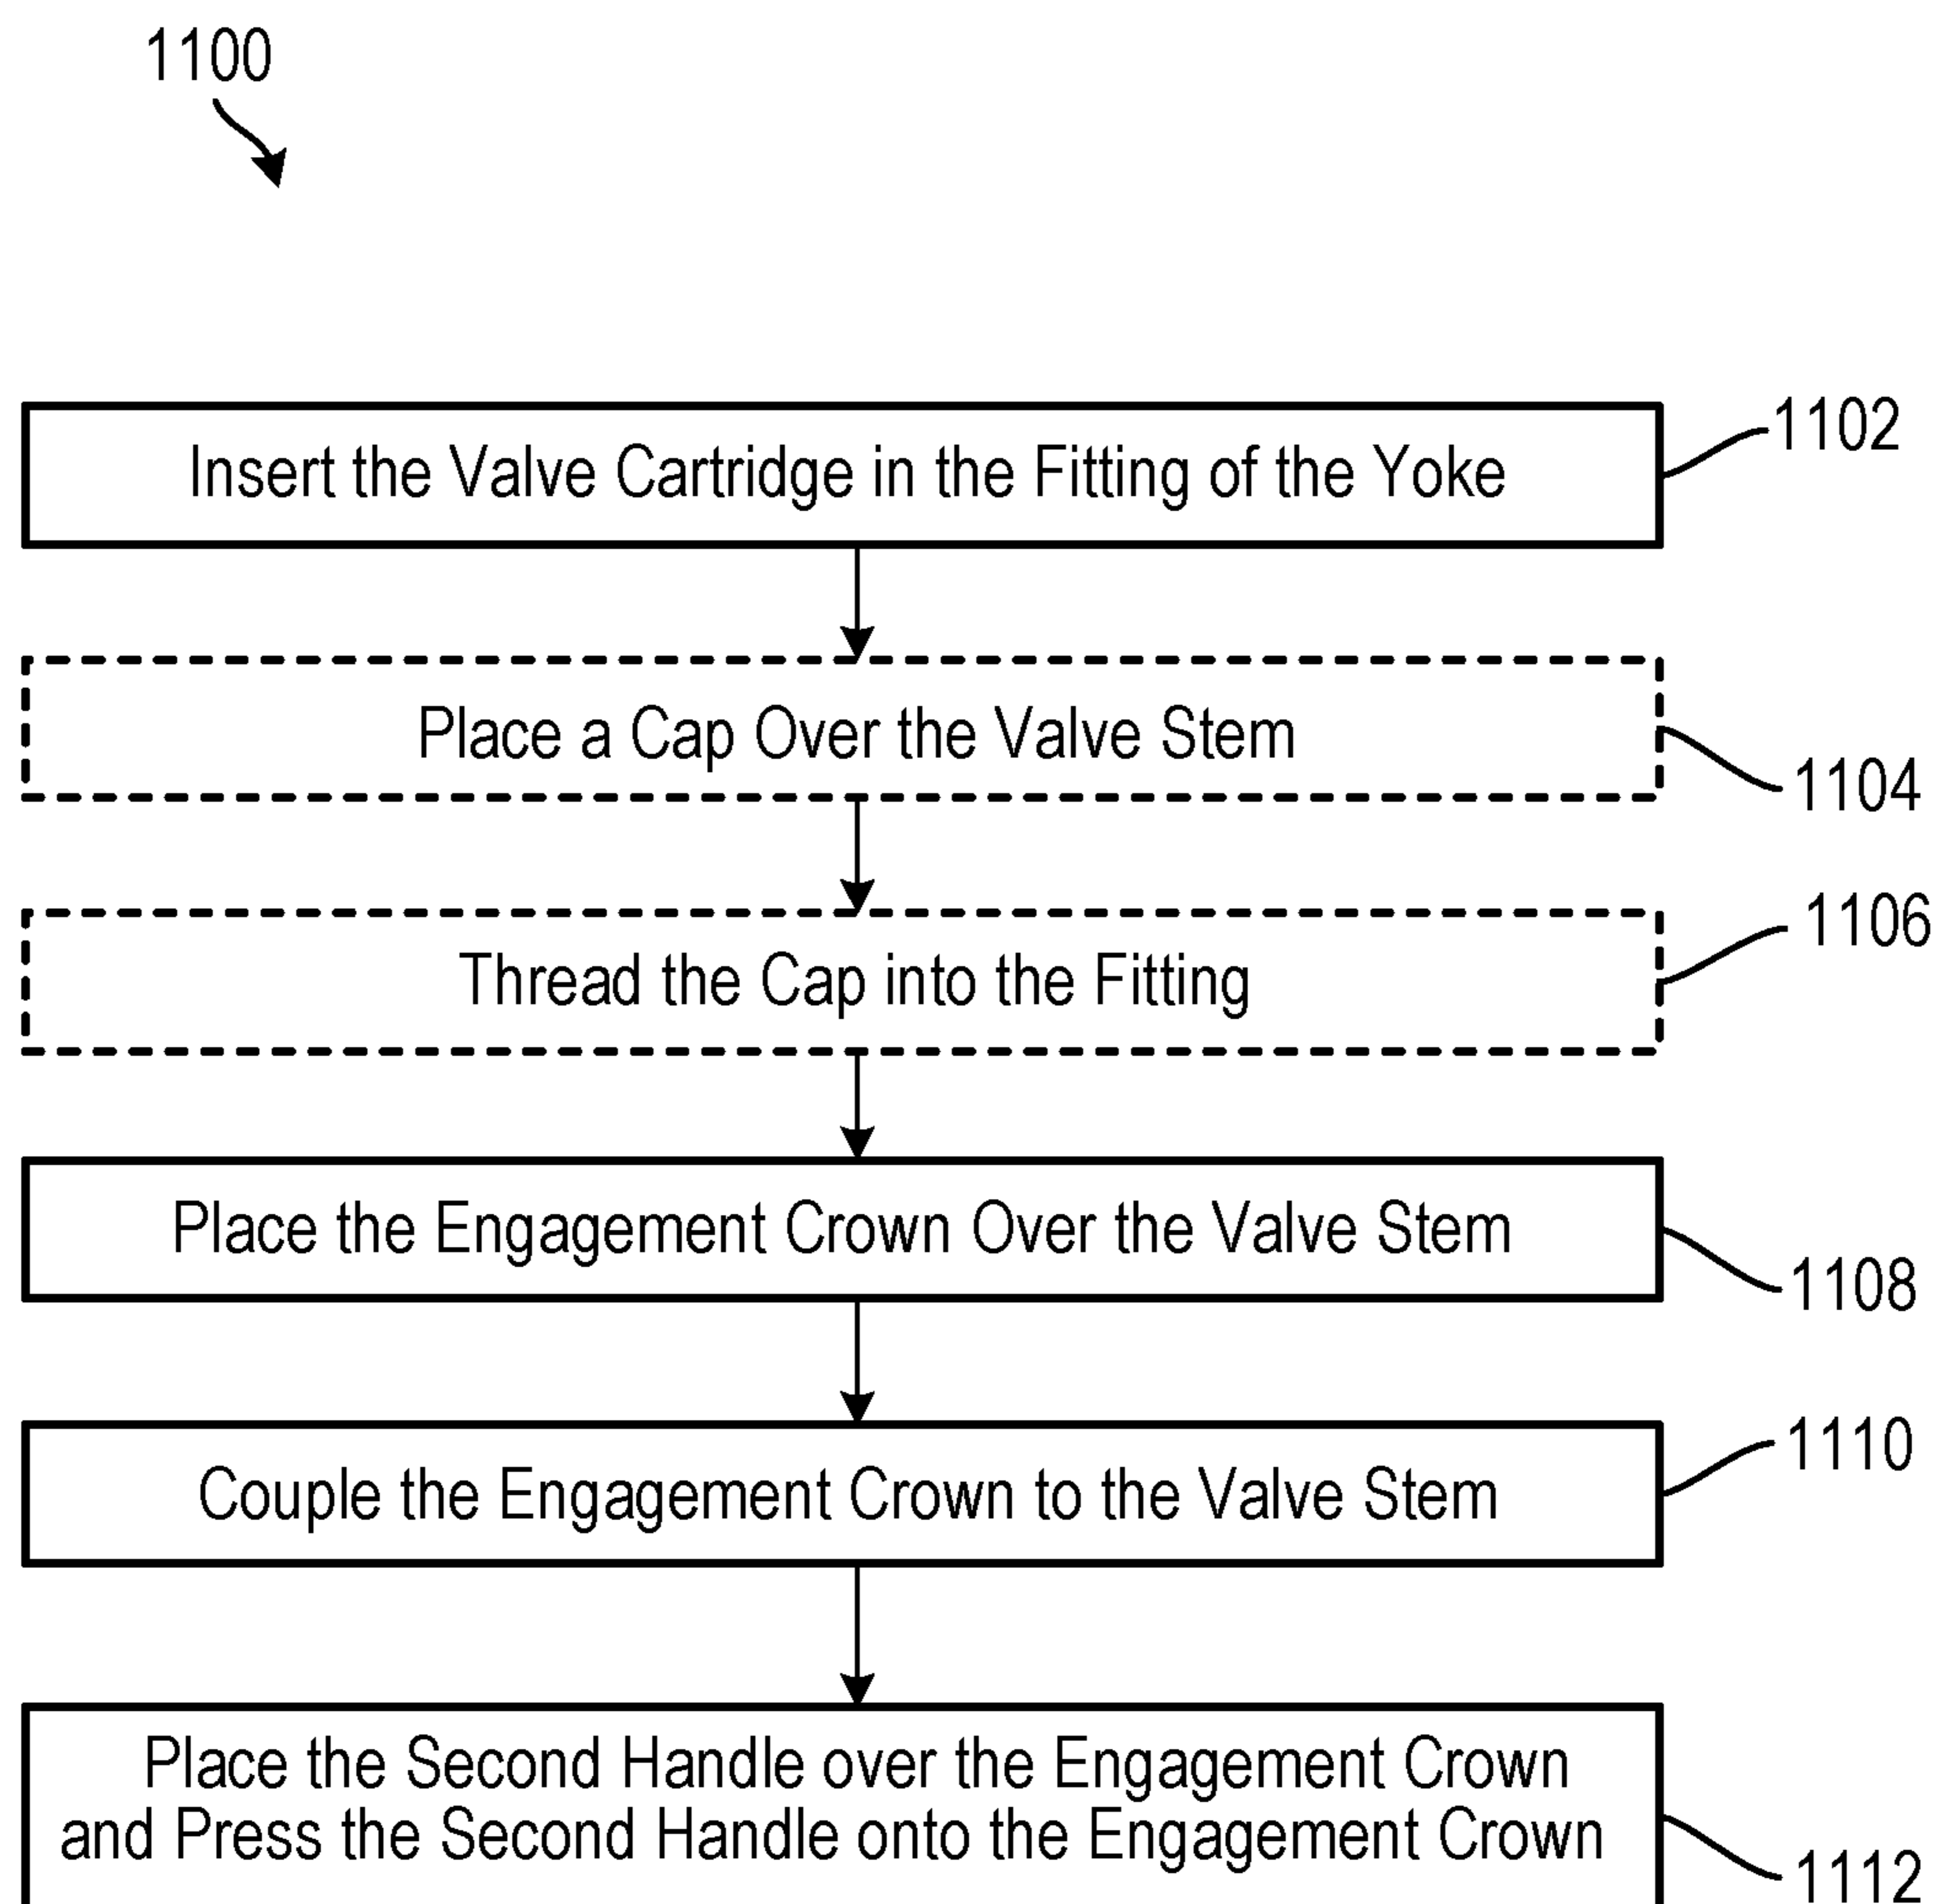 1100
Insert the Valve Cartridge in the Fitting of the Yoke
1102
Place a Cap Over the Valve Stem
1104
Thread the Cap into the Fitting
1106
Place the Engagement Crown Over the Valve Stem
1108
Couple the Engagement Crown to the Valve Stem
1110
Place the Second Handle over the Engagement Crown
and Press the Second Handle onto the Engagement Crown
1112